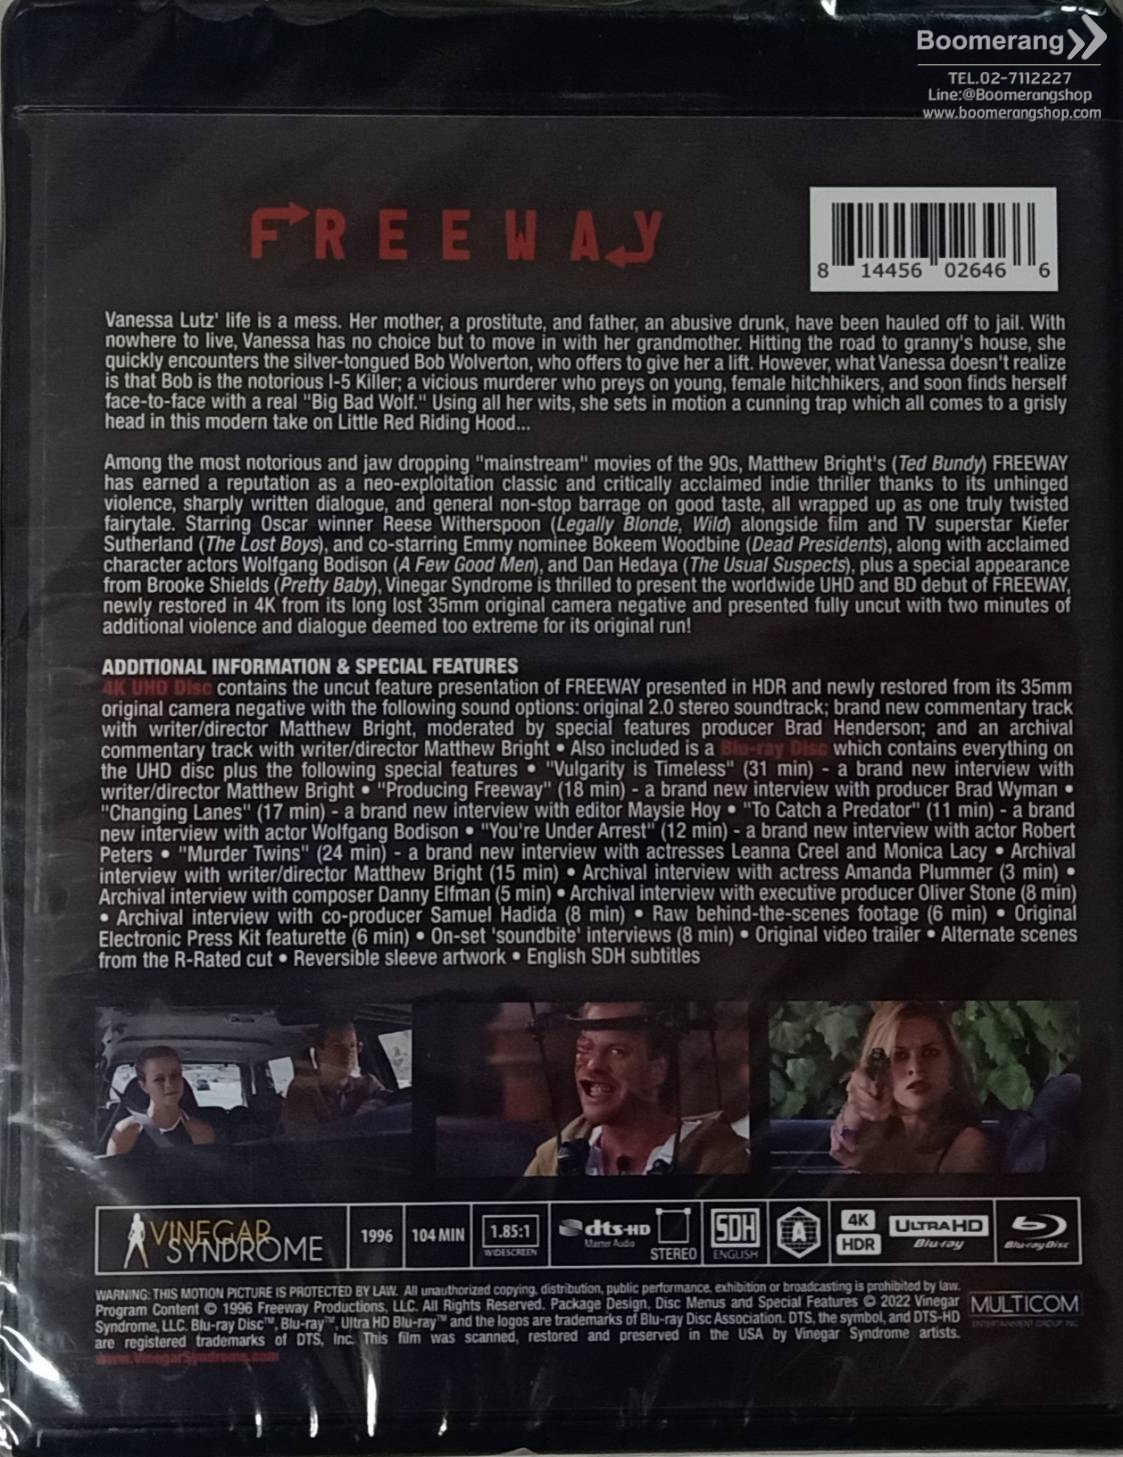 Boomerang
TEL.02-7112227
Line:@Boomerangshop
www.boomerangshop.com
FREEWAY
8 14456 02646 6
Vanessa Lutz' life is a mess. Her mother, a prostitute, and father, an abusive drunk, have been hauled off to jail. With
nowhere to live, Vanessa has no choice but to move in with her grandmother. Hitting the road to granny's house, she
quickly encounters the silver-tongued Bob Wolverton, who offers to give her a lift. However, what Vanessa doesn't realize
is that Bob is the notorious I-5 Killer; a vicious murderer who preys on young, female hitchhikers, and soon finds herself
face-to-face with a real "Big Bad Wolf." Using all her wits, she sets in motion a cunning trap which all comes to a grisly
head in this modern take on Little Red Riding Hood...
Among the most notorious and jaw dropping "mainstream" movies of the 90s, Matthew Bright's (Ted Bundy) FREEWAY
has earned a reputation as a neo-exploitation classic and critically acclaimed indie thriller thanks to its unhinged
violence, sharply written dialogue, and general non-stop barrage on good taste, all wrapped up as one truly twisted
fairytale. Starring Oscar winner Reese Witherspoon (Legally Blonde, Wild) alongside film and TV superstar Kiefer
Sutherland (The Lost Boys), and co-starring Emmy nominee Bokeem Woodbine (Dead Presidents), along with acclaimed
character actors Wolfgang Bodison (A Few Good Men), and Dan Hedaya (The Usual Suspects), plus a special appearance
from Brooke Shields (Pretty Baby), Vinegar Syndrome is thrilled to present the worldwide UHD and BD debut of FREEWAY,
newly restored in 4K from its long lost 35mm original camera negative and presented fully uncut with two minutes of
additional violence and dialogue deemed too extreme for its original run!
ADDITIONAL INFORMATION & SPECIAL FEATURES
4K UHD Disc contains the uncut feature presentation of FREEWAY presented in HDR and newly restored from its 35mm
original camera negative with the following sound options: original 2.0 stereo soundtrack; brand new commentary track
with writer/director Matthew Bright, moderated by special features producer Brad Henderson; and an archival
commentary track with writer/director Matthew Bright • Also included is a Blu-ray Disc which contains everything on
the UHD disc plus the following special features • "Vulgarity is Timeless" (31 min) - a brand new interview with
writer/director Matthew Bright • "Producing Freeway" (18 min) - a brand new interview with producer Brad Wyman •
"Changing Lanes" (17 min) - a brand new interview with editor Maysie Hoy • "To Catch a Predator" (11 min) - a brand
new interview with actor Wolfgang Bodison • "You're Under Arrest" (12 min) - a brand new interview with actor Robert
Peters • "Murder Twins" (24 min) - a brand new interview with actresses Leanna Creel and Monica Lacy • Archival
interview with writer/director Matthew Bright (15 min) • Archival interview with actress Amanda Plummer (3 min) •
Archival interview with composer Danny Elfman (5 min) • Archival interview with executive producer Oliver Stone (8 min)
• Archival interview with co-producer Samuel Hadida (8 min) • Raw behind-the-scenes footage (6 min) • Original
Electronic Press Kit featurette (6 min) • On-set 'soundbite' interviews (8 min) • Original video trailer • Alternate scenes
from the R-Rated cut • Reversible sleeve artwork • English SDH subtitles
VINEGAR
SYNDROME
1996
104 MIN
1.85:1
WIDESCREEN
dts-HD
Master Audio
STEREO
SDH
ENGLISH
A
4K
HDR
ULTRA HD
Blu-ray
Blu-ray Disc
WARNING: THIS MOTION PICTURE IS PROTECTED BY LAW. All unauthorized copying, distribution, public performance, exhibition or broadcasting is prohibited by law.
Program Content © 1996 Freeway Productions, LLC. All Rights Reserved. Package Design, Disc Menus and Special Features © 2022 Vinegar
Syndrome, LLC. Blu-ray Disc™, Blu-ray™, Ultra HD Blu-ray™ and the logos are trademarks of Blu-ray Disc Association. DTS, the symbol, and DTS-HD
are registered trademarks of DTS, Inc. This film was scanned, restored and preserved in the USA by Vinegar Syndrome artists.
www.VinegarSyndrome.com
MULTICOM
ENTERTAINMENT GROUP INC